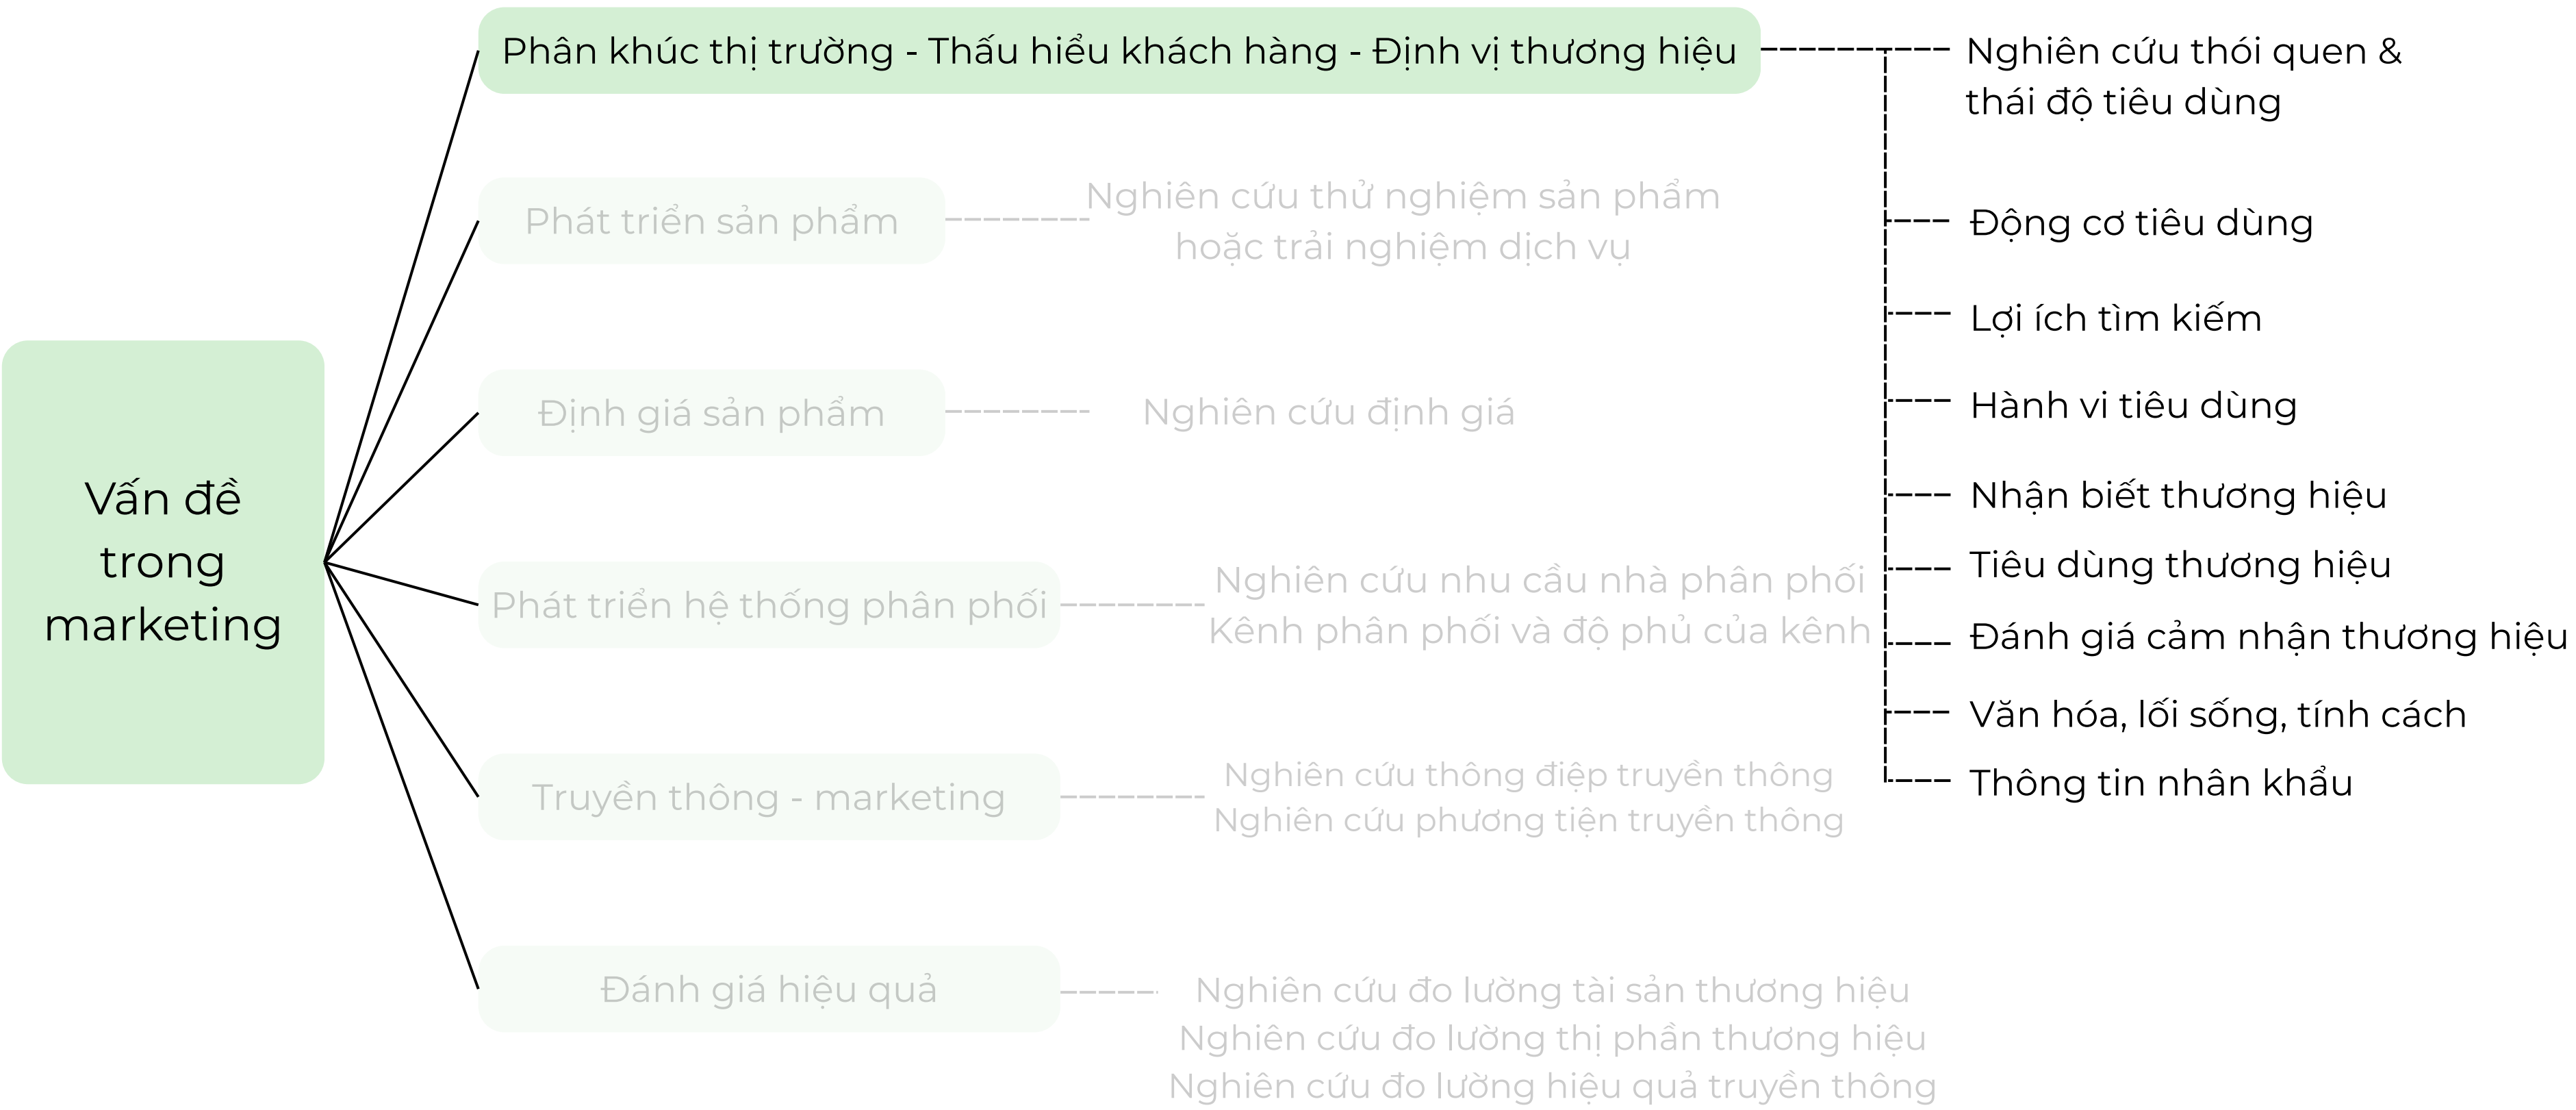 Vấn đề
trong
marketing
Phân khúc thị trường - Thấu hiểu khách hàng - Định vị thương hiệu
Nghiên cứu thói quen &
thái độ tiêu dùng
Động cơ tiêu dùng
Lợi ích tìm kiếm
Hành vi tiêu dùng
Nhận biết thương hiệu
Tiêu dùng thương hiệu
Đánh giá cảm nhận thương hiệu
Văn hóa, lối sống, tính cách
Thông tin nhân khẩu
Phát triển sản phẩm
Nghiên cứu thử nghiệm sản phẩm
hoặc trải nghiệm dịch vụ
Định giá sản phẩm
Nghiên cứu định giá
Phát triển hệ thống phân phối
Nghiên cứu nhu cầu nhà phân phối
Kênh phân phối và độ phủ của kênh
Truyền thông - marketing
Nghiên cứu thông điệp truyền thông
Nghiên cứu phương tiện truyền thông
Đánh giá hiệu quả
Nghiên cứu đo lường tài sản thương hiệu
Nghiên cứu đo lường thị phần thương hiệu
Nghiên cứu đo lường hiệu quả truyền thông